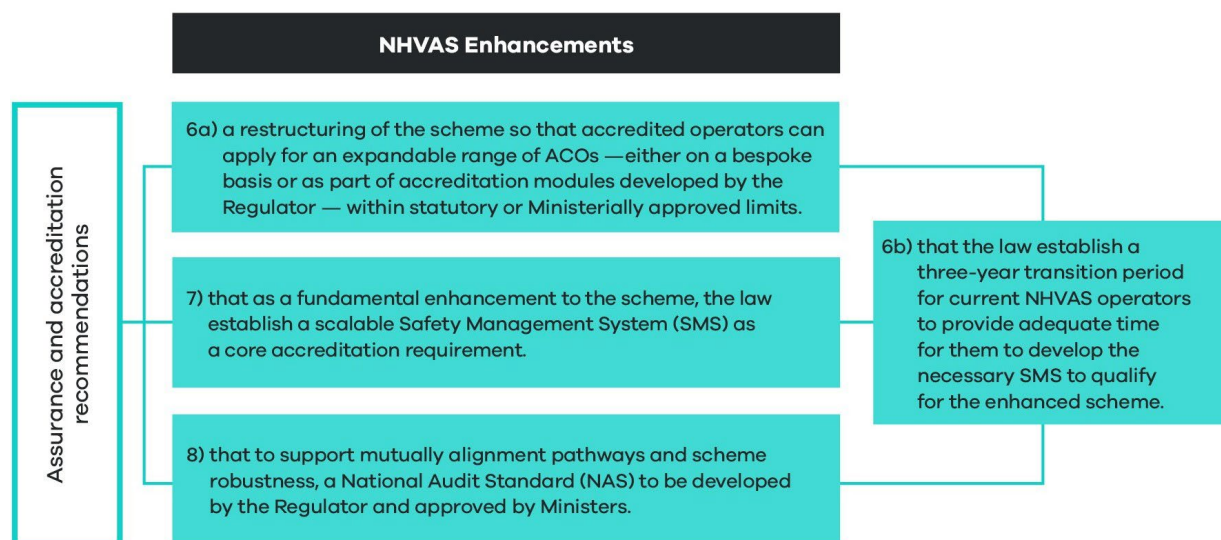 NHVAS Enhancements
Assurance and accreditation
recommendations
6a) a restructuring of the scheme so that accredited operators can
apply for an expandable range of ACOs —either on a bespoke
basis or as part of accreditation modules developed by the
Regulator — within statutory or Ministerially approved limits.
7) that as a fundamental enhancement to the scheme, the law
establish a scalable Safety Management System (SMS) as
a core accreditation requirement.
8) that to support mutually alignment pathways and scheme
robustness, a National Audit Standard (NAS) to be developed
by the Regulator and approved by Ministers.
6b) that the law establish a
three-year transition period
for current NHVAS operators
to provide adequate time
for them to develop the
necessary SMS to qualify
for the enhanced scheme.